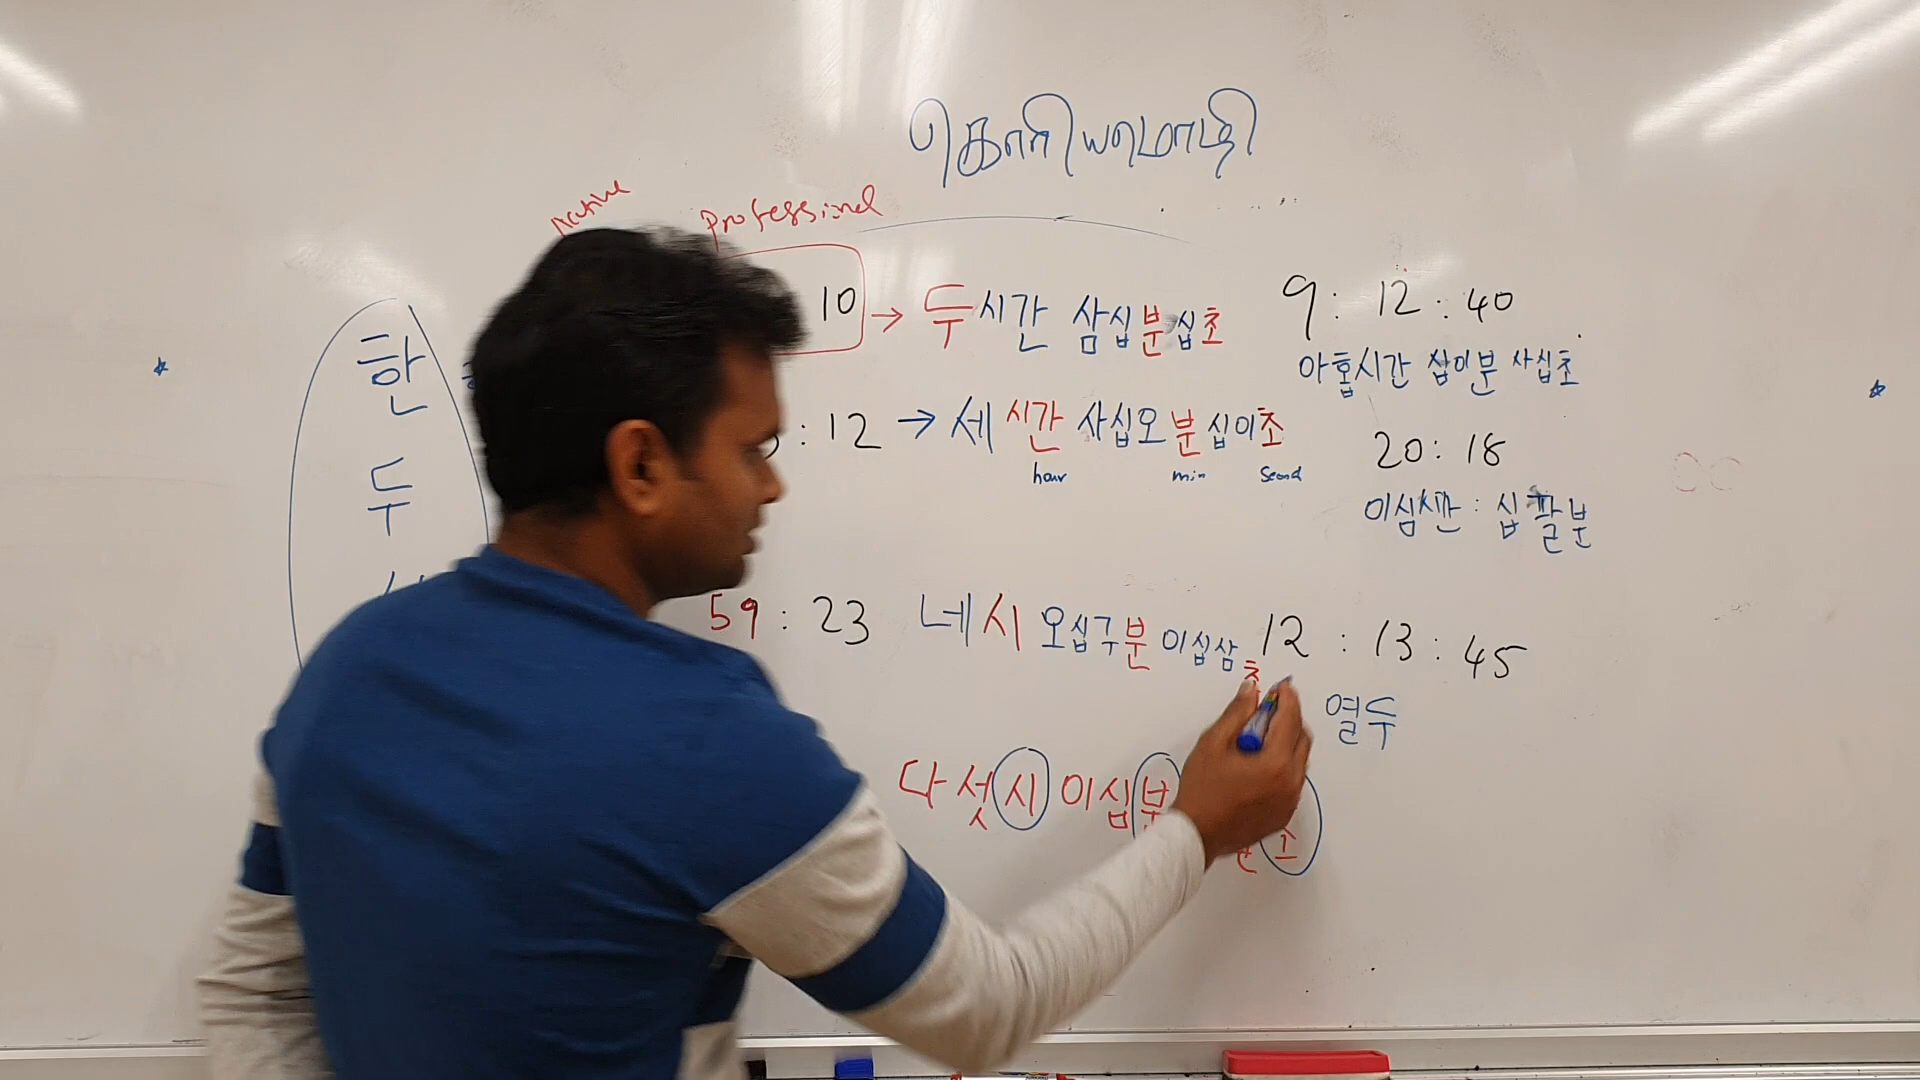 கொரியமொழி
Active Professional
10 → 두시간 삼십분십초
: 12 → 세 시간 사십오분십이초
hour min Second
59 : 23 네시 오십구분 이십삼초
다섯시 이십분
한
두
9 : 12 : 40
아홉시간 십이분 사십초
20 : 18
이십시간 : 십팔분
12 : 13 : 45
열두